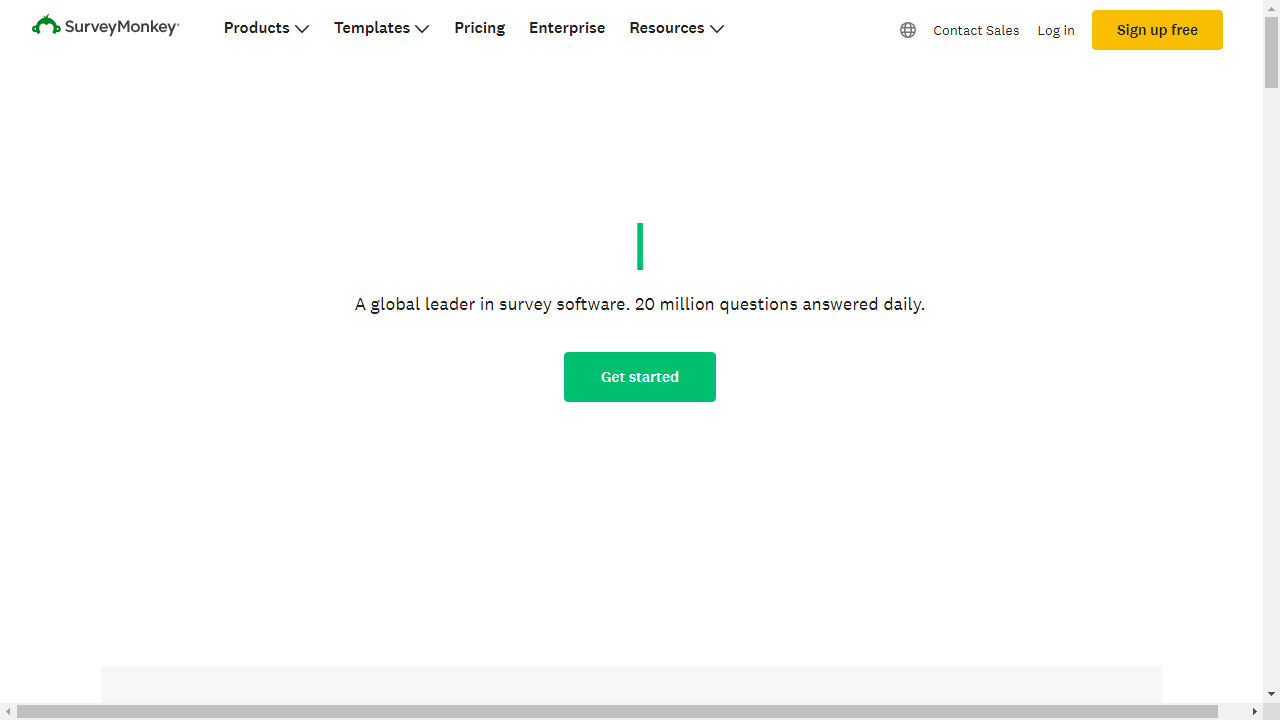 SurveyMonkey®
Products
Templates
Pricing
Enterprise
Resources
Contact Sales
Log in
Sign up free
A global leader in survey software. 20 million questions answered daily.
Get started